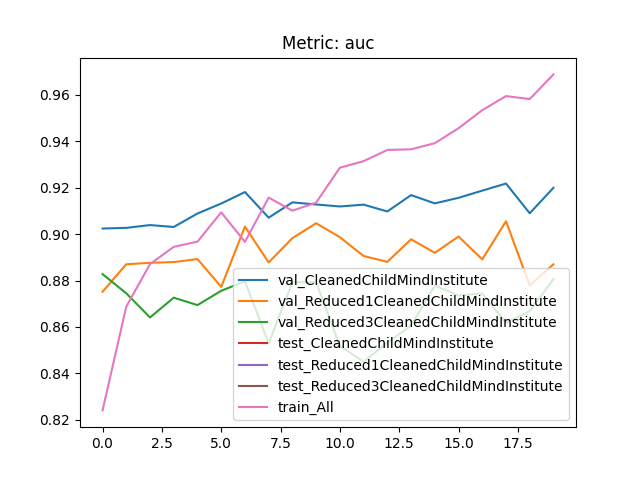 Metric: auc
0.96
0.94
0.92
0.90
0.88
0.86
0.84
0.82
val_CleanedChildMindInstitute
val_Reduced1CleanedChildMindInstitute
val_Reduced3CleanedChildMindInstitute
test_CleanedChildMindInstitute
test_Reduced1CleanedChildMindInstitute
test_Reduced3CleanedChildMindInstitute
train_All
0.0 2.5 5.0 7.5 10.0 12.5 15.0 17.5